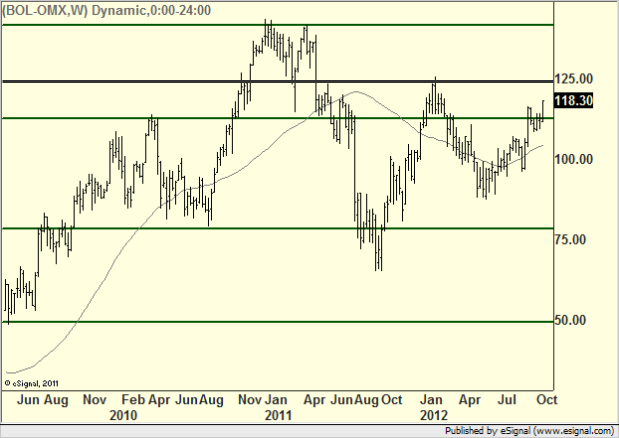 (BOL-OMX,W) Dynamic,0:00-24:00
125.00
118.30
100.00
75.00
50.00
© eSignal, 2011
Jun Aug Nov Feb Apr Jun Aug Nov Jan Apr Jun Aug Oct Jan Apr Jul Oct
2010 2011 2012
Published by eSignal (www.esignal.com)